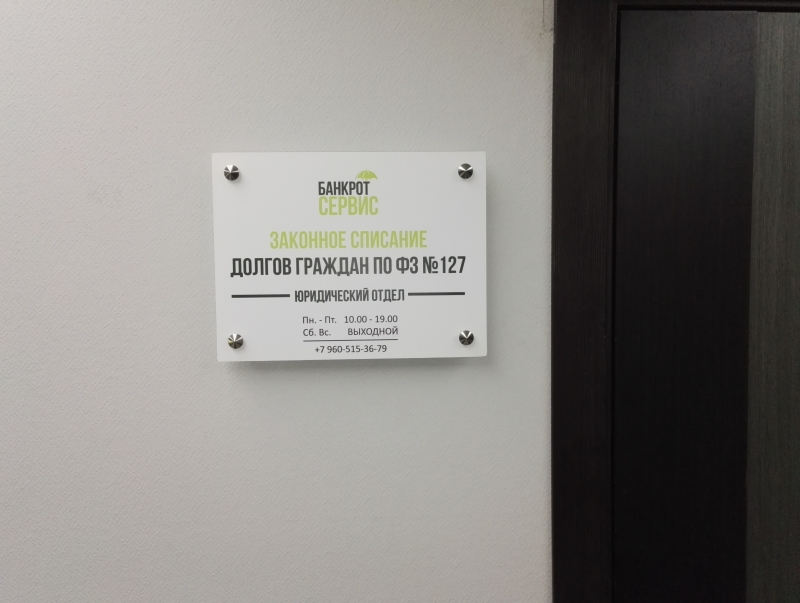 БАНКРОТ
СЕРВИС
ЗАКОННОЕ СПИСАНИЕ
ДОЛГОВ ГРАЖДАН ПО ФЗ №127
ЮРИДИЧЕСКИЙ ОТДЕЛ
Пн. - Пт. 10.00 - 19.00
Сб. Вс. ВЫХОДНОЙ
+7 960-515-36-79